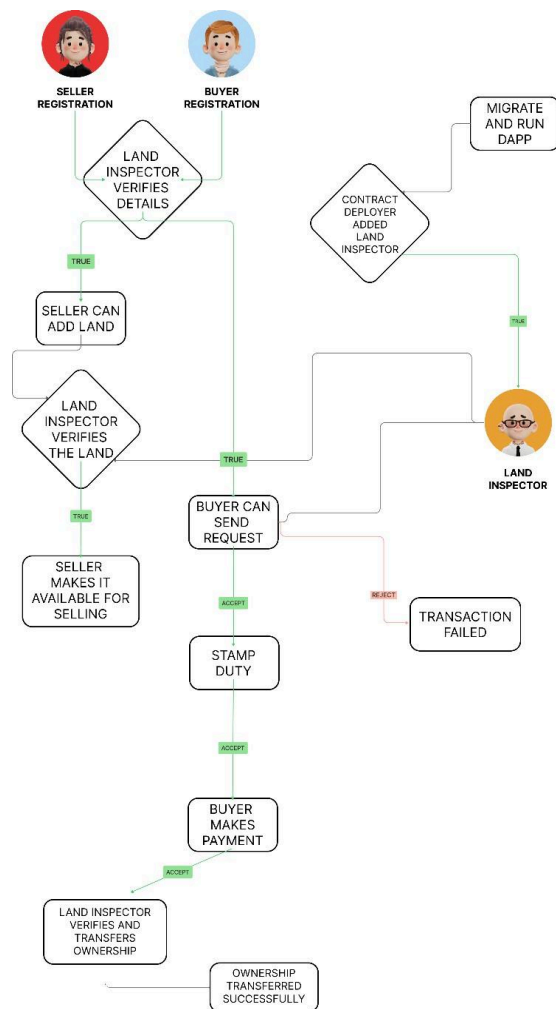 SELLER
REGISTRATION
BUYER
REGISTRATION
MIGRATE
AND RUN
DAPP
LAND
INSPECTOR
VERIFIES
DETAILS
CONTRACT
DEPLOYER
ADDED
LAND
INSPECTOR
TRUE
SELLER CAN
ADD LAND
TRUE
LAND
INSPECTOR
VERIFIES
THE LAND
TRUE
LAND
INSPECTOR
TRUE
BUYER CAN
SEND
REQUEST
SELLER
MAKES IT
AVAILABLE FOR
SELLING
REJECT
ACCEPT
TRANSACTION
FAILED
STAMP
DUTY
ACCEPT
BUYER
MAKES
PAYMENT
ACCEPT
LAND INSPECTOR
VERIFIES AND
TRANSFERS
OWNERSHIP
OWNERSHIP
TRANSFERRED
SUCCESSFULLY